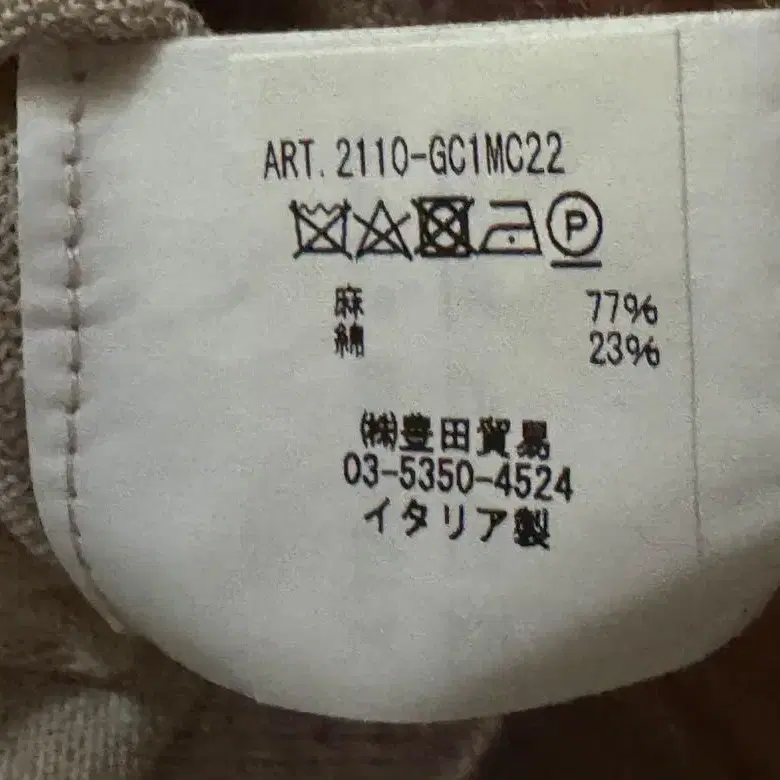 ART. 2110-GC1MC22
P
麻 77%
綿 23%
㈱豊田貿易
03-5350-4524
イタリア製